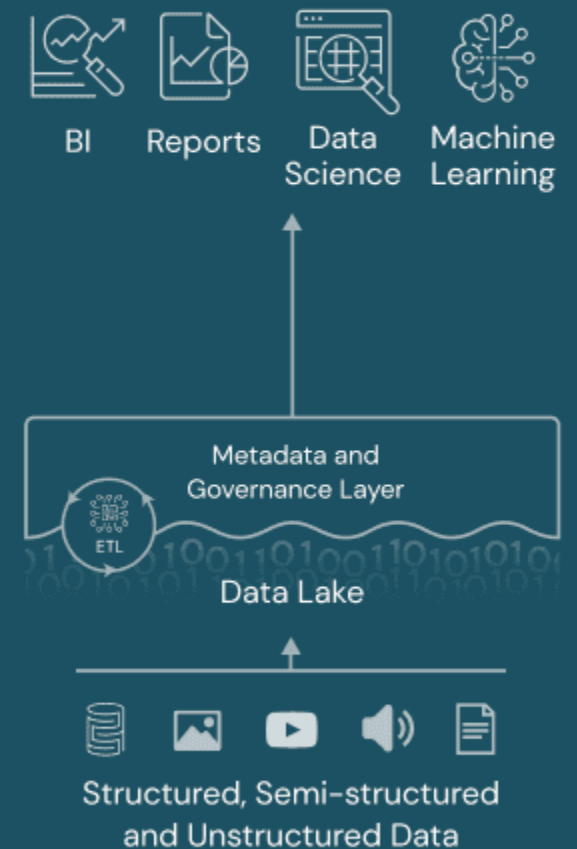 BI
Reports
Data
Science
Machine
Learning
Metadata and
Governance Layer
ETL
Data Lake
Structured, Semi-structured
and Unstructured Data